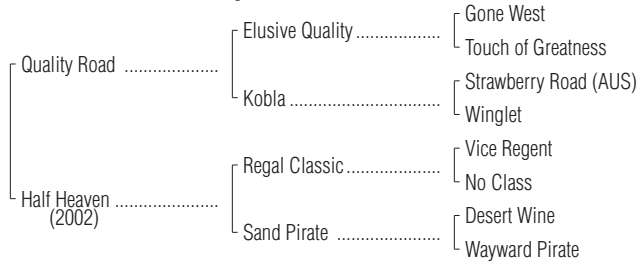 Gone West
Elusive Quality ..................
Touch of Greatness
Quality Road ....................
Strawberry Road (AUS)
Kobla ................................
Winglet
Vice Regent
Regal Classic ....................
No Class
Half Heaven ......................
(2002)
Desert Wine
Sand Pirate ......................
Wayward Pirate